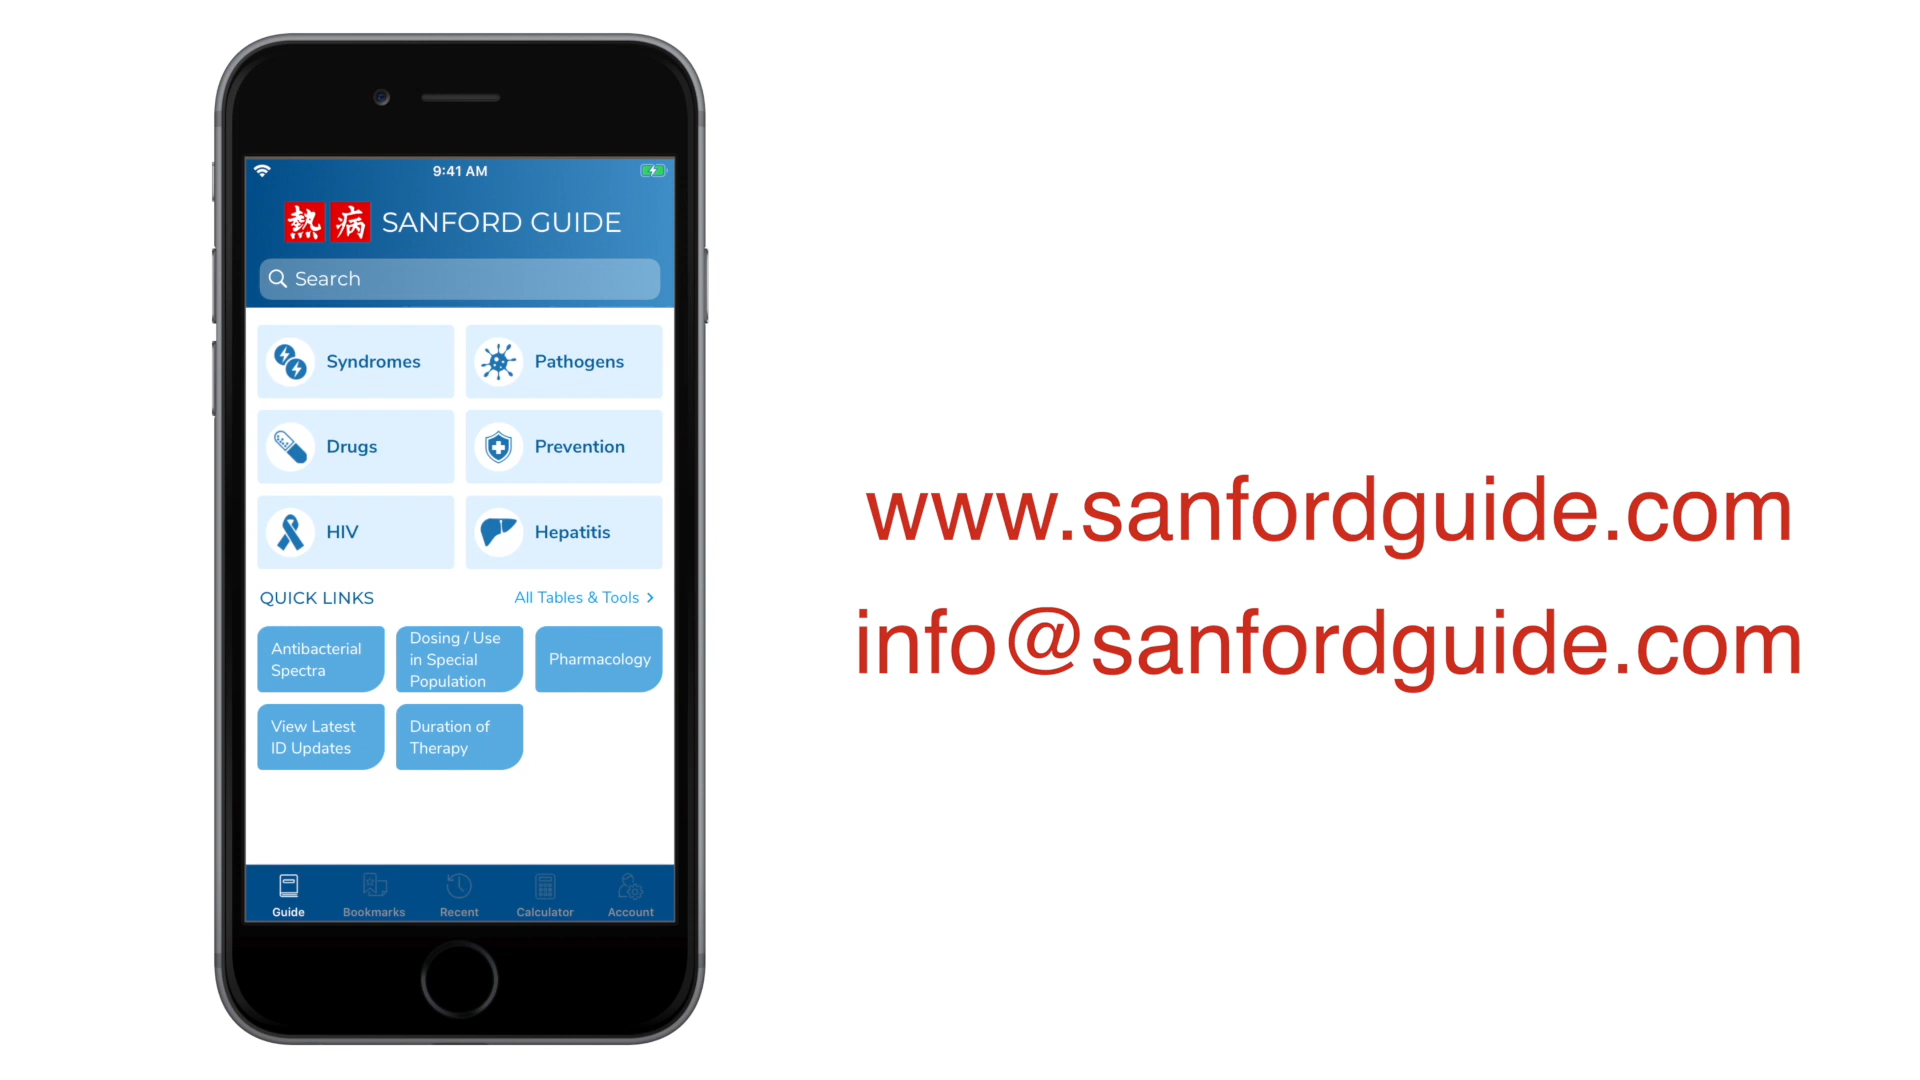 9:41 AM
熱病 SANFORD GUIDE
Search
Syndromes
Pathogens
Drugs
Prevention
HIV
Hepatitis
QUICK LINKS
All Tables & Tools >
Antibacterial
Spectra
Dosing / Use
in Special
Population
Pharmacology
View Latest
ID Updates
Duration of
Therapy
Guide
Bookmarks
Recent
Calculator
Account
www.sanfordguide.com
info@sanfordguide.com